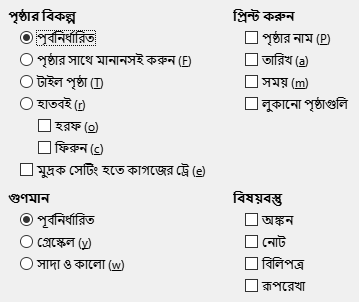 পৃষ্ঠার বিকল্প
পূর্বনির্ধারিত
পৃষ্ঠার সাথে মানানসই করুন (F)
টাইল পৃষ্ঠা (T)
হাতবই (r)
হরফ (o)
ফিরুন (c)
মুদ্রক সেটিং হতে কাগজের ট্রে (e)
প্রিন্ট করুন
পৃষ্ঠার নাম (P)
তারিখ (a)
সময় (m)
লুকানো পৃষ্ঠাগুলি
গুণমান
পূর্বনির্ধারিত
গ্রেস্কেল (y)
সাদা ও কালো (w)
বিষয়বস্তু
অঙ্কন
নোট
বিলিপত্র
রূপরেখা